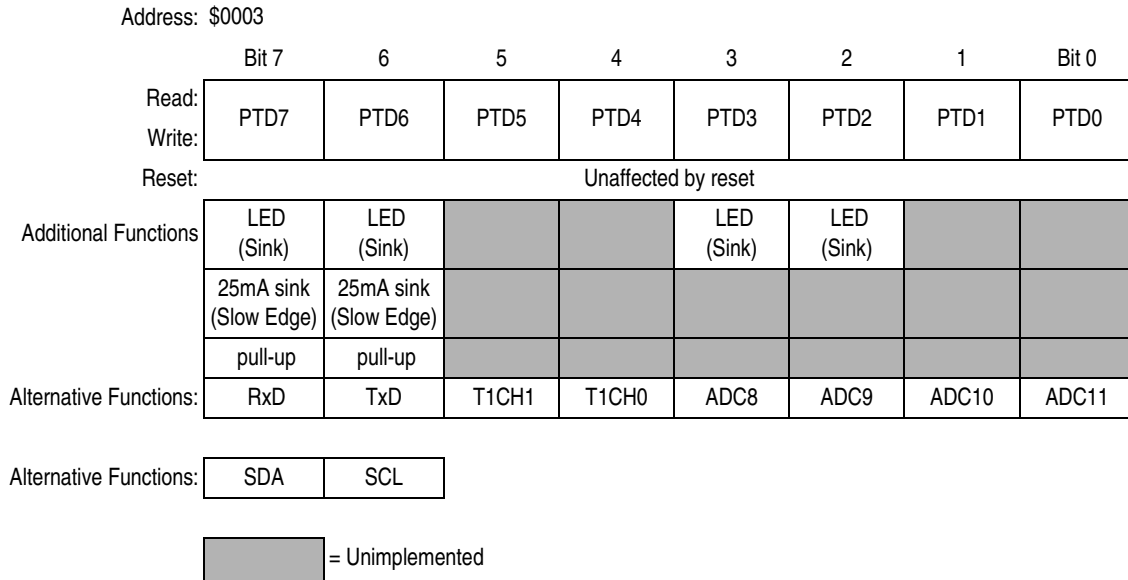 Address: $0003
Bit 7 6 5 4 3 2 1 Bit 0
Read:
PTD7 PTD6 PTD5 PTD4 PTD3 PTD2 PTD1 PTD0
Write:
Reset: Unaffected by reset
Additional Functions LED (Sink) LED (Sink) LED (Sink) LED (Sink)
25mA sink (Slow Edge) 25mA sink (Slow Edge)
pull-up pull-up
Alternative Functions: RxD TxD T1CH1 T1CH0 ADC8 ADC9 ADC10 ADC11
Alternative Functions: SDA SCL
= Unimplemented